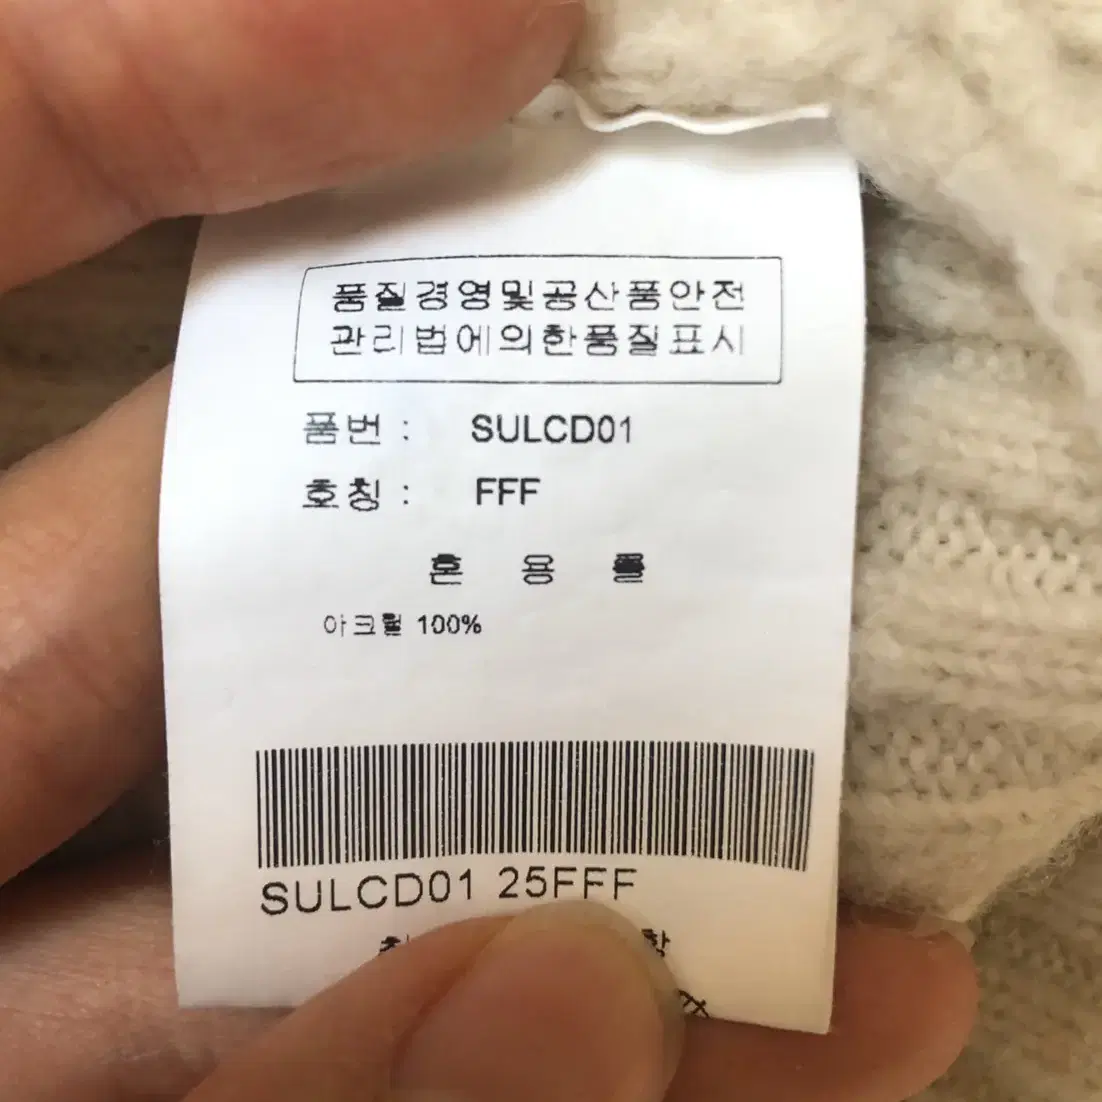 품질경영및공산품안전
관리법에의한품질표시
품번 : SULCD01
호칭 : FFF
혼 용 률
아크릴 100%
SULCD01 25FFF